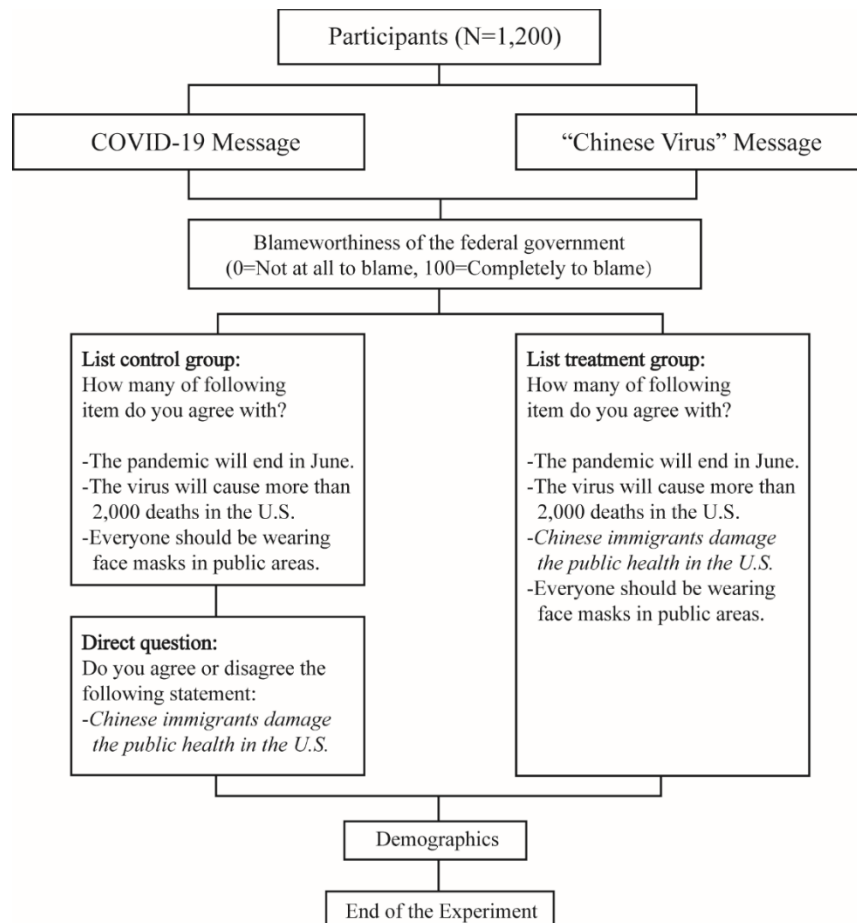 Participants (N=1,200)
COVID-19 Message
“Chinese Virus” Message
Blameworthiness of the federal government
(0=Not at all to blame, 100=Completely to blame)
List control group:
How many of following
item do you agree with?
-The pandemic will end in June.
-The virus will cause more than
2,000 deaths in the U.S.
-Everyone should be wearing
face masks in public areas.
Direct question:
Do you agree or disagree the
following statement:
-Chinese immigrants damage
the public health in the U.S.
List treatment group:
How many of following
item do you agree with?
-The pandemic will end in June.
-The virus will cause more than
2,000 deaths in the U.S.
-Chinese immigrants damage
the public health in the U.S.
-Everyone should be wearing
face masks in public areas.
Demographics
End of the Experiment